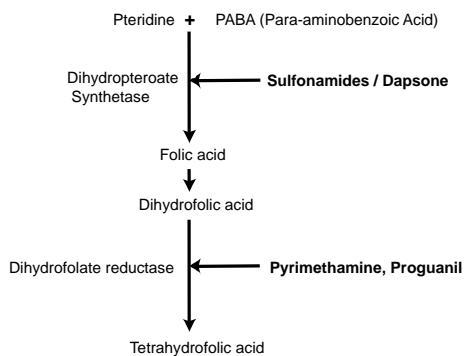 Pteridine + PABA (Para-aminobenzoic Acid)
Dihydropteroate
Synthetase
Sulfonamides / Dapsone
Folic acid
Dihydrofolic acid
Dihydrofolate reductase
Pyrimethamine, Proguanil
Tetrahydrofolic acid